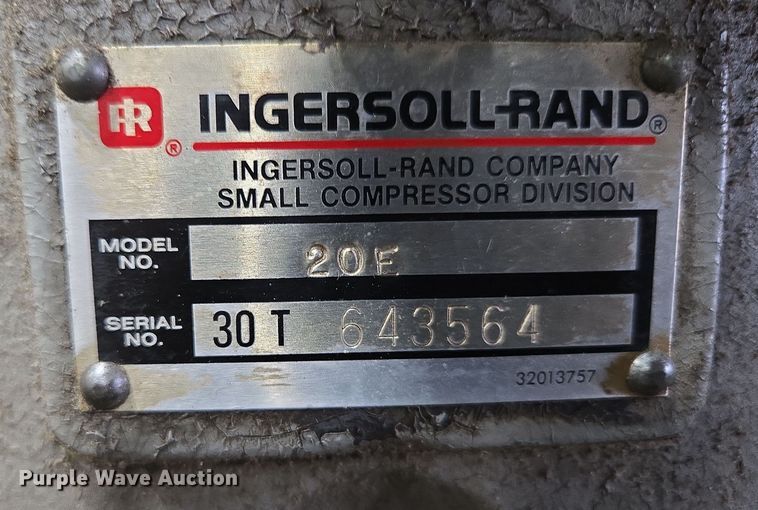 IR® INGERSOLL-RAND®
INGERSOLL-RAND COMPANY
SMALL COMPRESSOR DIVISION
MODEL NO. 20E
SERIAL NO. 30T 643564
32013757
Purple Wave Auction